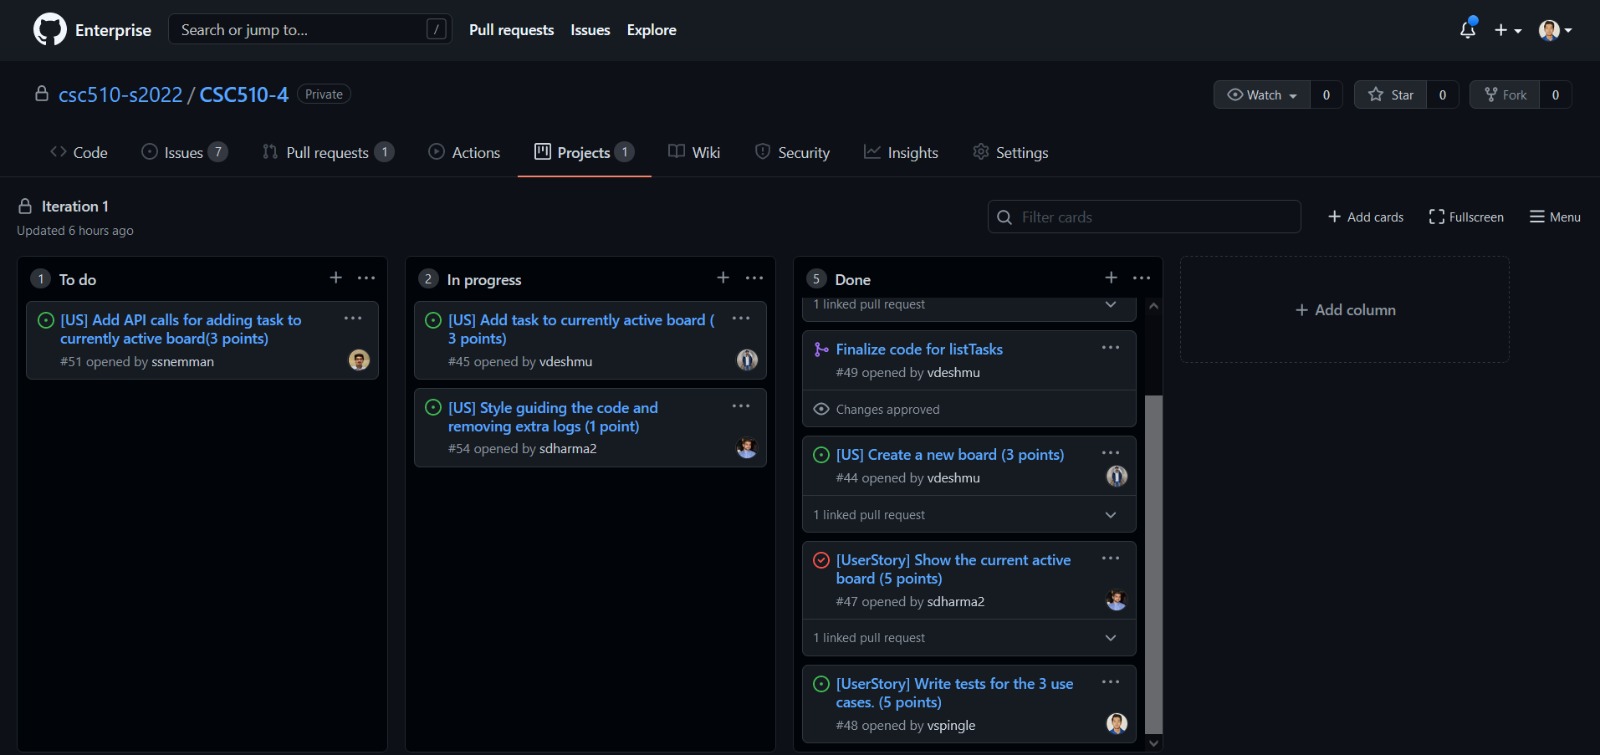 Enterprise
Search or jump to...
/
Pull requests
Issues
Explore
csc510-s2022 / CSC510-4
Private
Watch
0
Star
0
Fork
0
Code
Issues 7
Pull requests 1
Actions
Projects 1
Wiki
Security
Insights
Settings
Iteration 1
Updated 6 hours ago
Filter cards
Add cards
Fullscreen
Menu
1 To do
[US] Add API calls for adding task to
currently active board(3 points)
#51 opened by ssnemman
2 In progress
[US] Add task to currently active board (
3 points)
#45 opened by vdeshmu
[US] Style guiding the code and
removing extra logs (1 point)
#54 opened by sdharma2
5 Done
1 linked pull request
Finalize code for listTasks
#49 opened by vdeshmu
Changes approved
[US] Create a new board (3 points)
#44 opened by vdeshmu
1 linked pull request
[UserStory] Show the current active
board (5 points)
#47 opened by sdharma2
1 linked pull request
[UserStory] Write tests for the 3 use
cases. (5 points)
#48 opened by vspingle
+ Add column